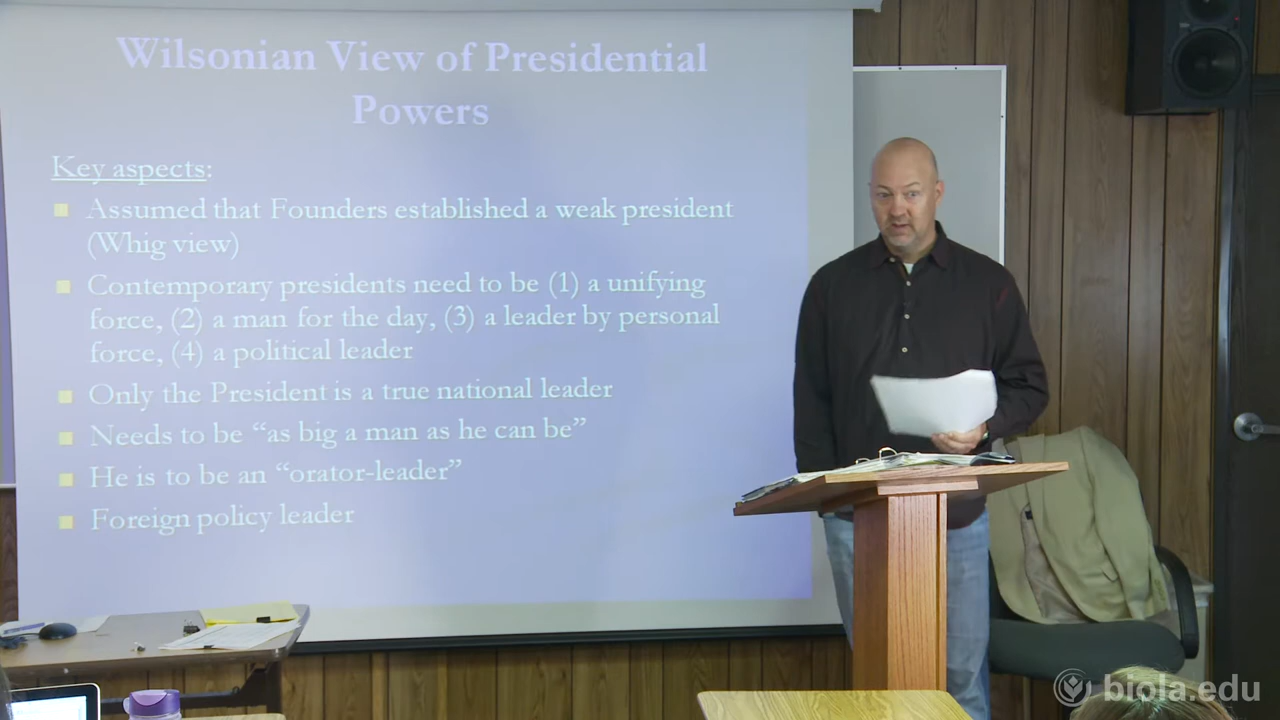 Wilsonian View of Presidential
Powers
Key aspects:
Assumed that Founders established a weak president
(Whig view)
Contemporary presidents need to be (1) a unifying
force, (2) a man for the day, (3) a leader by personal
force, (4) a political leader
Only the President is a true national leader
Needs to be “as big a man as he can be”
He is to be an “orator-leader”
Foreign policy leader
biola.edu